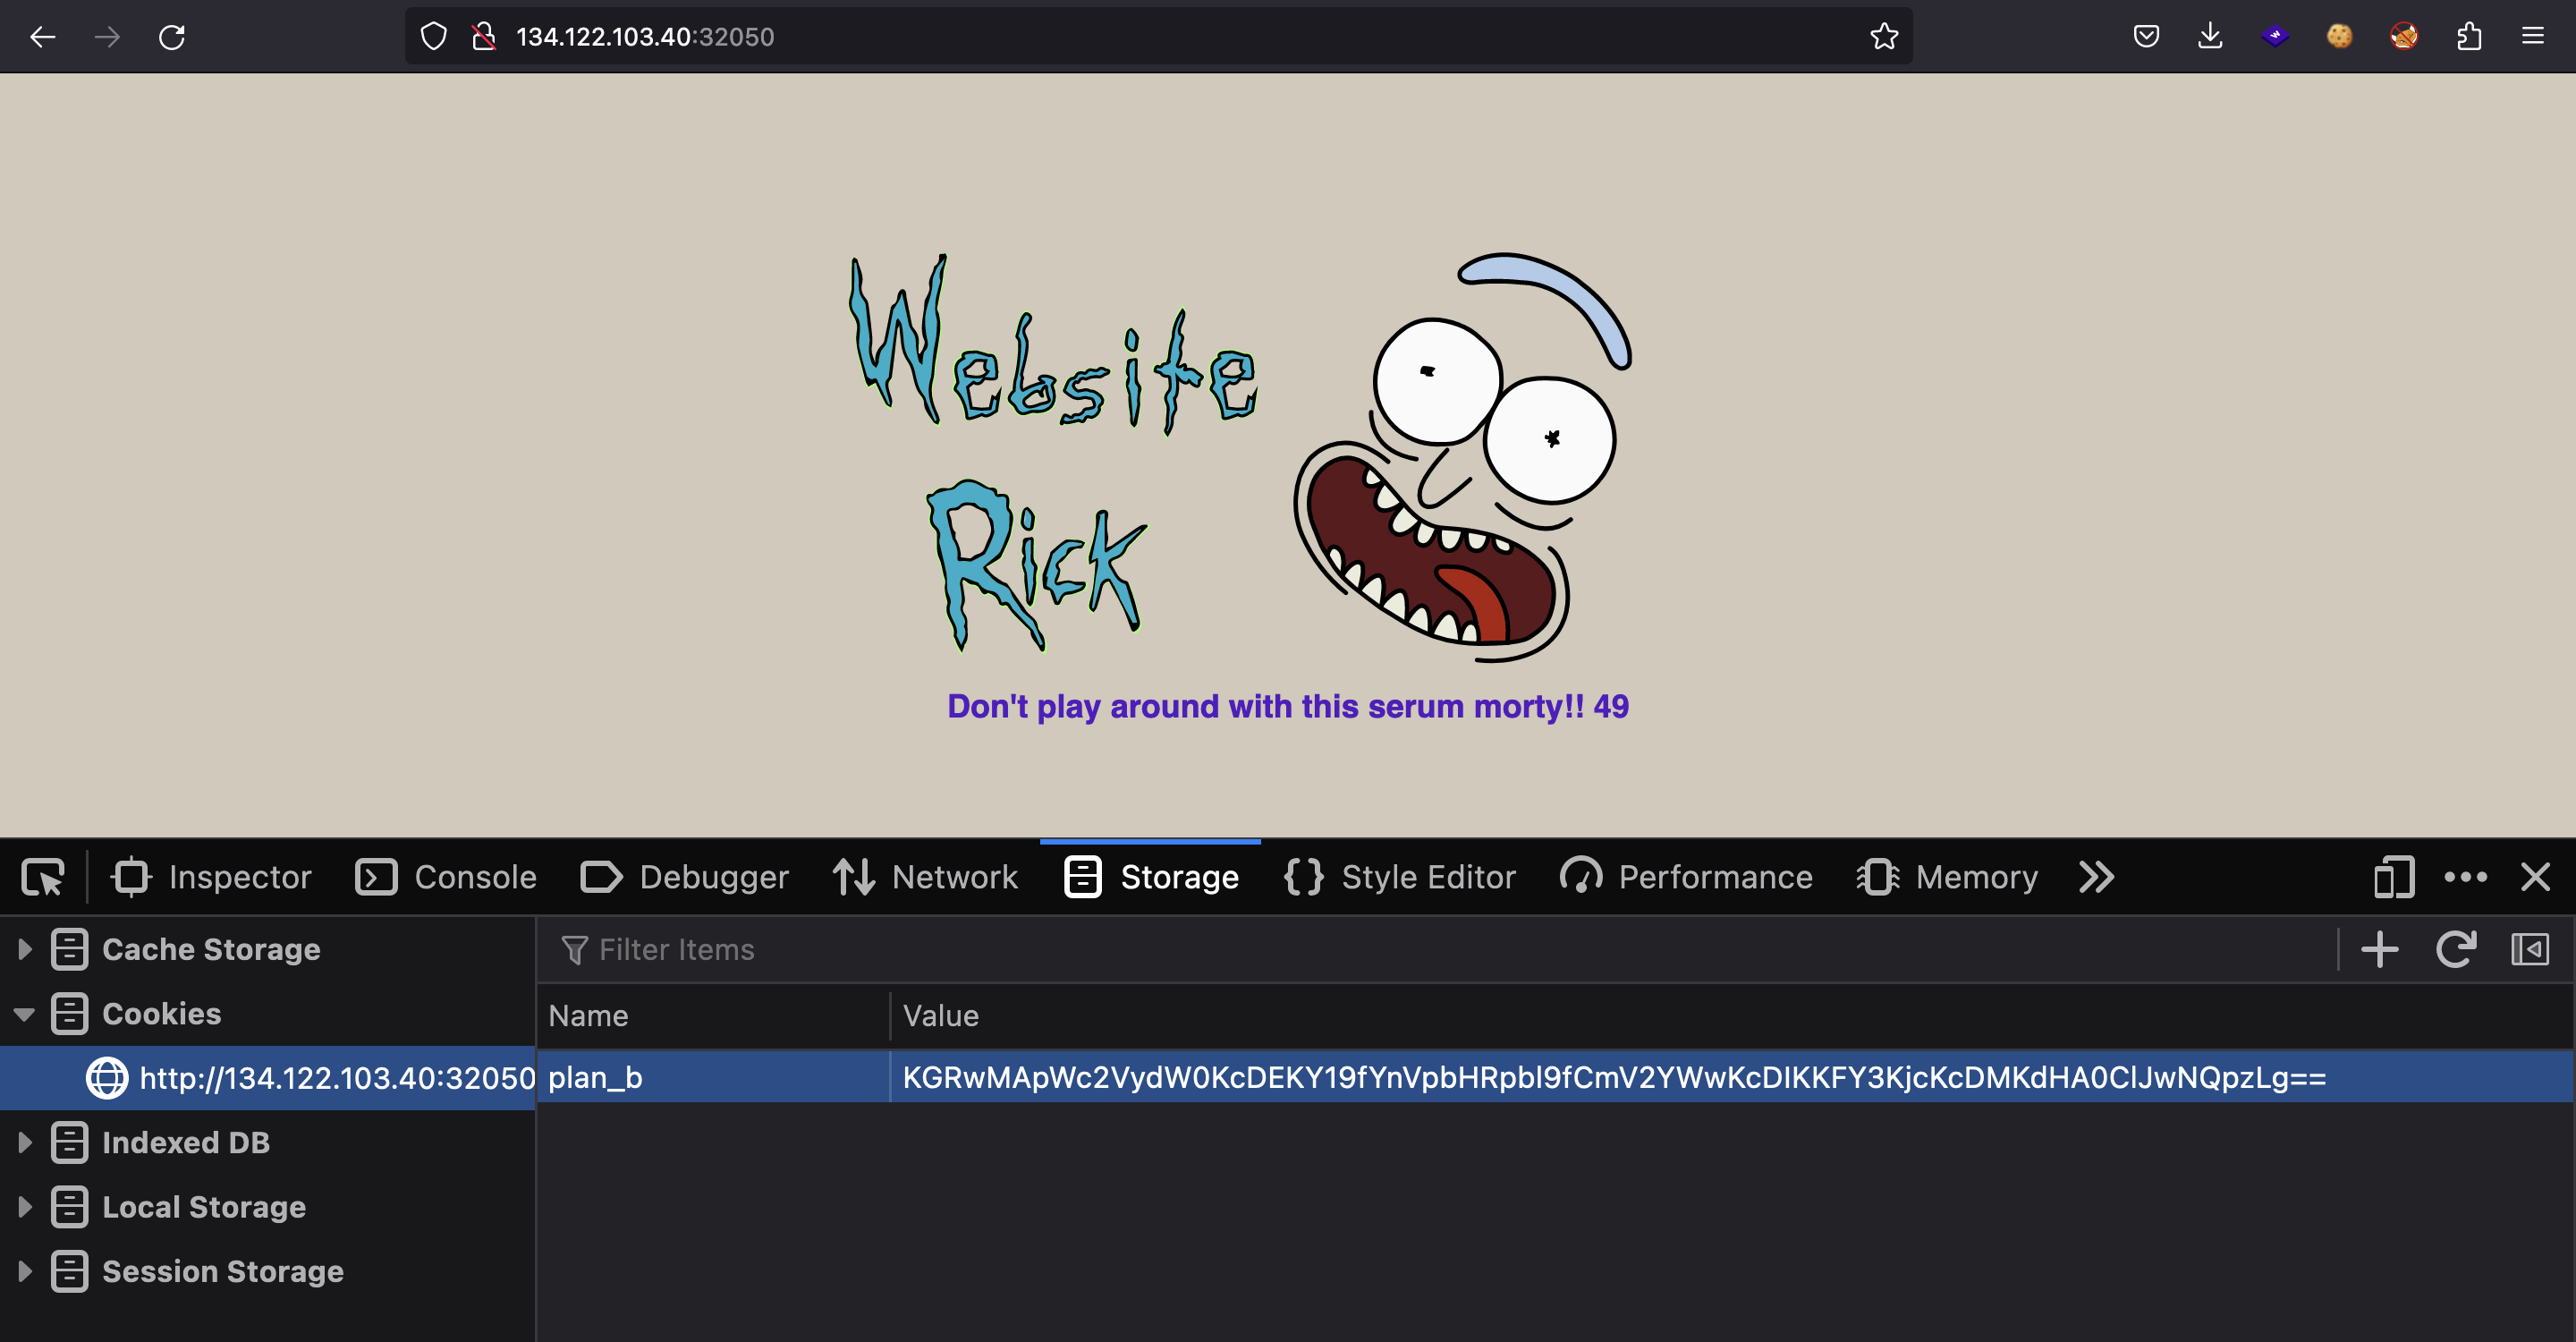 134.122.103.40:32050
Website
Rick
Don't play around with this serum morty!! 49
Inspector Console Debugger Network Storage Style Editor Performance Memory
Cache Storage
Filter Items
Cookies
Name Value
http://134.122.103.40:32050
plan_b KGRwMApWc2VydW0KcDEKY19fYnVpbHRpbl9fCmV2YWwKcDIKKFY3KjcKcDMKdHA0ClJwNQpzLg==
Indexed DB
Local Storage
Session Storage